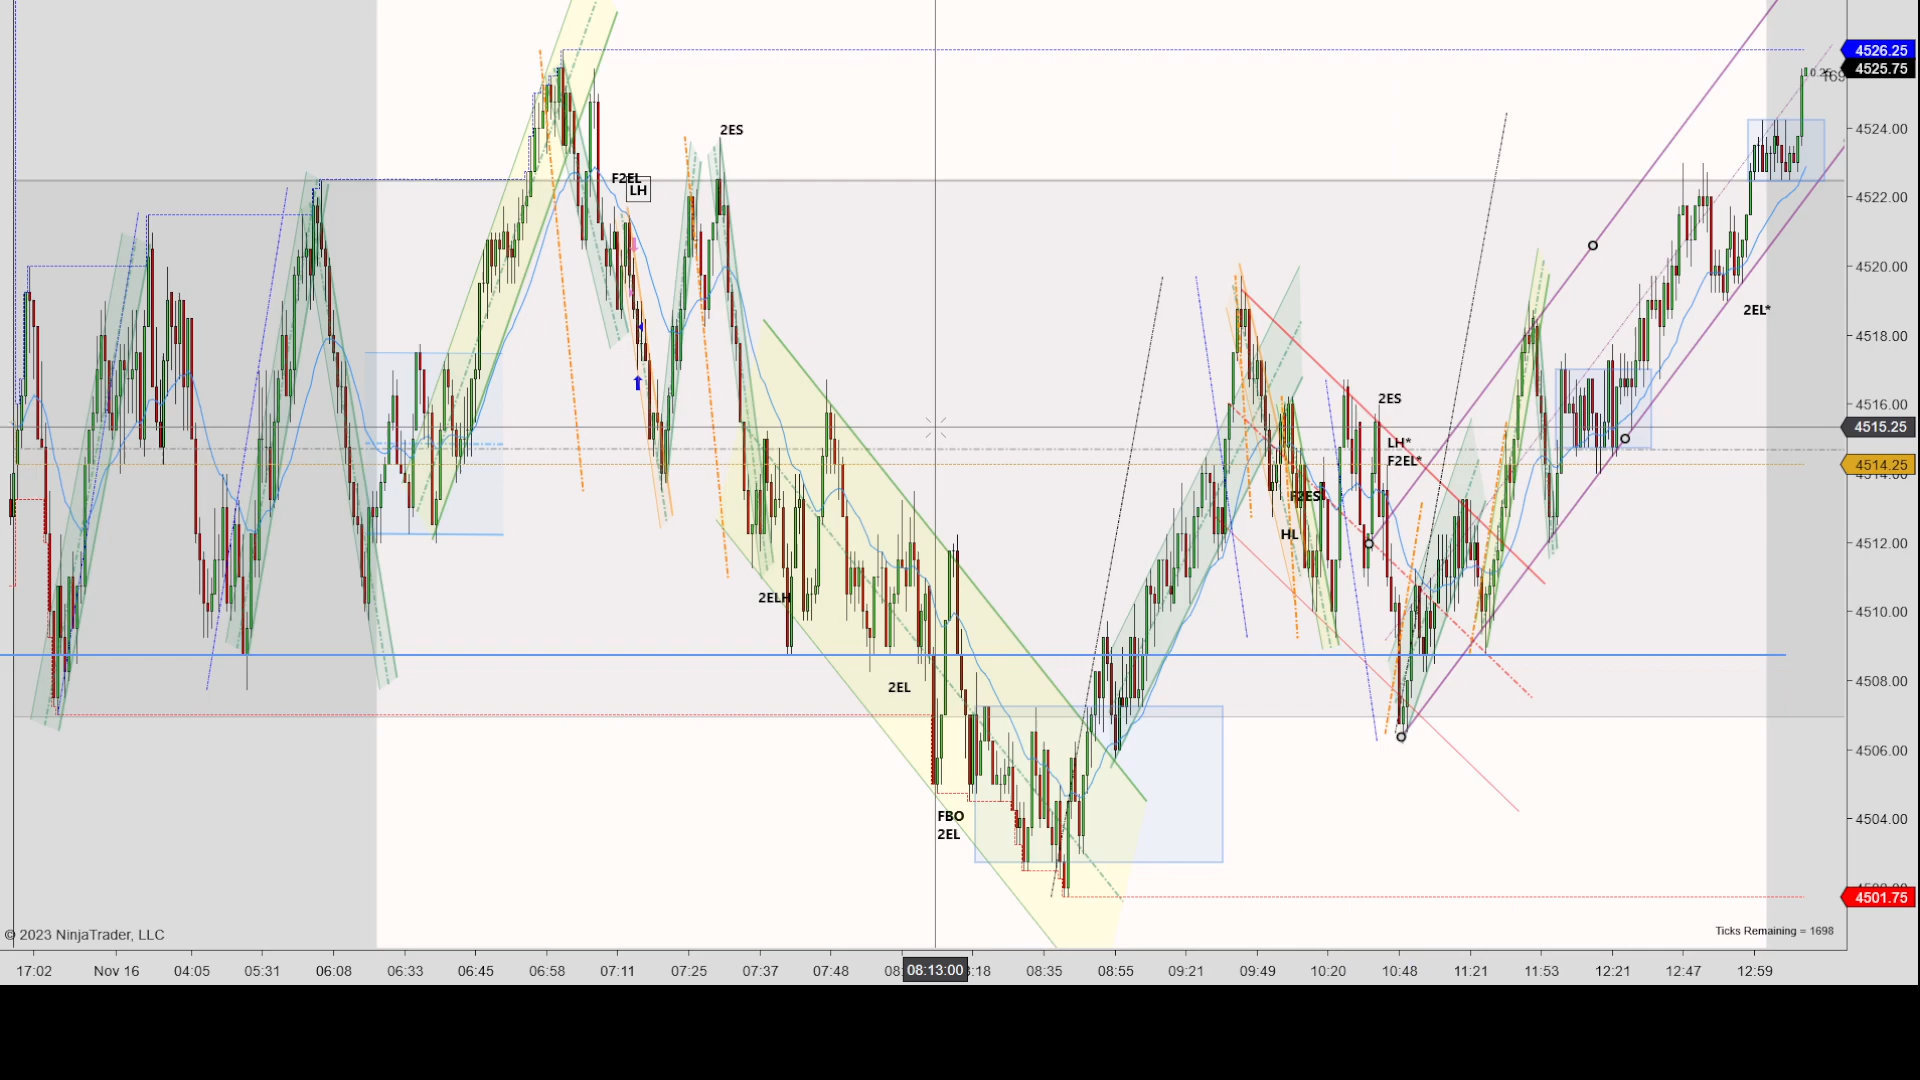 4526.25
4525.75
0.25
4524.00
2ES
F2EL
LH
4522.00
4520.00
2EL*
4518.00
4516.00
2ES
4515.25
LH*
F2EL*
4514.25
F2ES
HL
4512.00
2ELH
4510.00
2EL
4508.00
4506.00
FBO
2EL
4504.00
4501.75
© 2023 NinjaTrader, LLC
Ticks Remaining = 1698
17:02 Nov 16 04:05 05:31 06:08 06:33 06:45 06:58 07:11 07:25 07:37 07:48 08:13:00 08:35 08:55 09:21 09:49 10:20 10:48 11:21 11:53 12:21 12:47 12:59